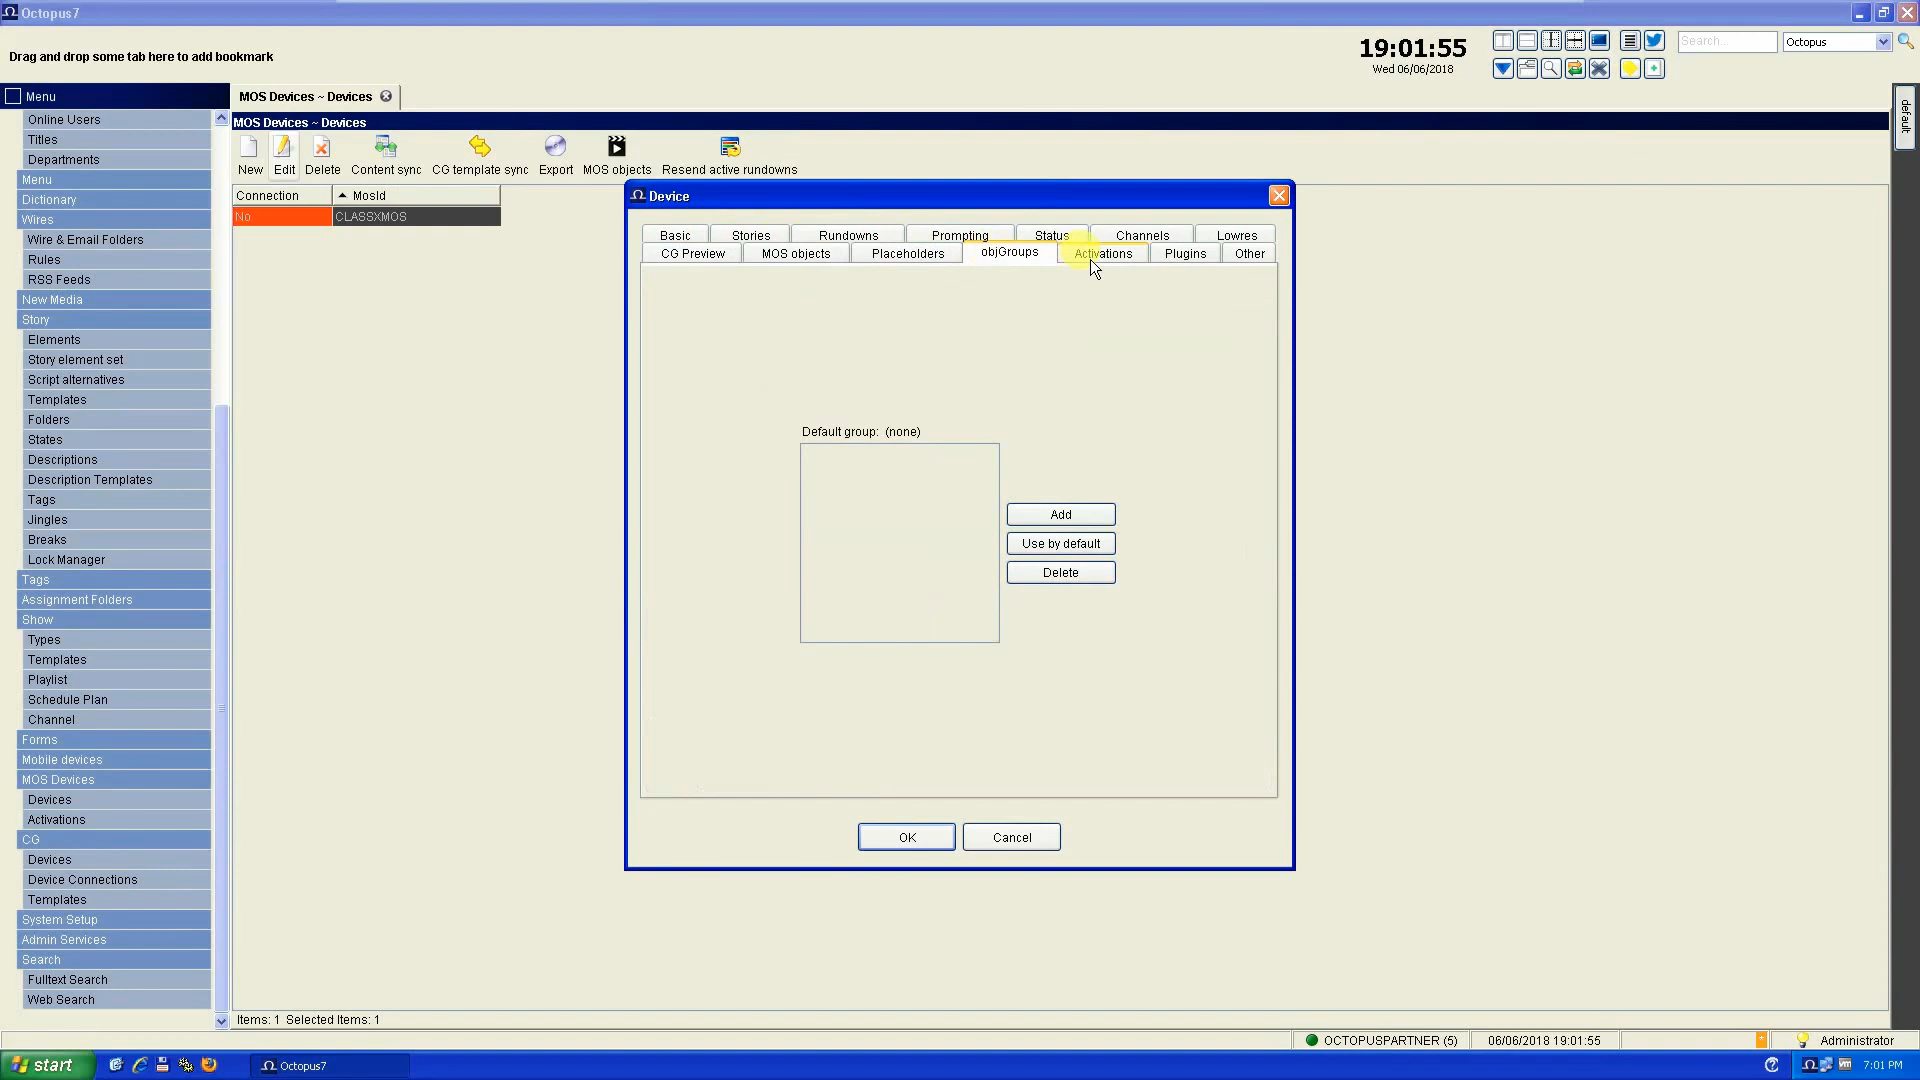 Octopus7
Drag and drop some tab here to add bookmark
19:01:55
Wed 06/06/2018
Search...
Octopus
Menu
MOS Devices ~ Devices
default
Online Users
Titles
Departments
Menu
Dictionary
Wires
Wire & Email Folders
Rules
RSS Feeds
New Media
Story
Elements
Story element set
Script alternatives
Templates
Folders
States
Descriptions
Description Templates
Tags
Jingles
Breaks
Lock Manager
Tags
Assignment Folders
Show
Types
Templates
Playlist
Schedule Plan
Channel
Forms
Mobile devices
MOS Devices
Devices
Activations
CG
Devices
Device Connections
Templates
System Setup
Admin Services
Search
Fulltext Search
Web Search
MOS Devices ~ Devices
New Edit Delete Content sync CG template sync Export MOS objects Resend active rundowns
Connection MosId
No CLASSXMOS
Device
Basic Stories Rundowns Prompting Status Channels Lowres
CG Preview MOS objects Placeholders objGroups Activations Plugins Other
Default group: (none)
Add
Use by default
Delete
OK Cancel
Items: 1 Selected Items: 1
OCTOPUSPARTNER (5) 06/06/2018 19:01:55 Administrator
start Octopus7 7:01 PM